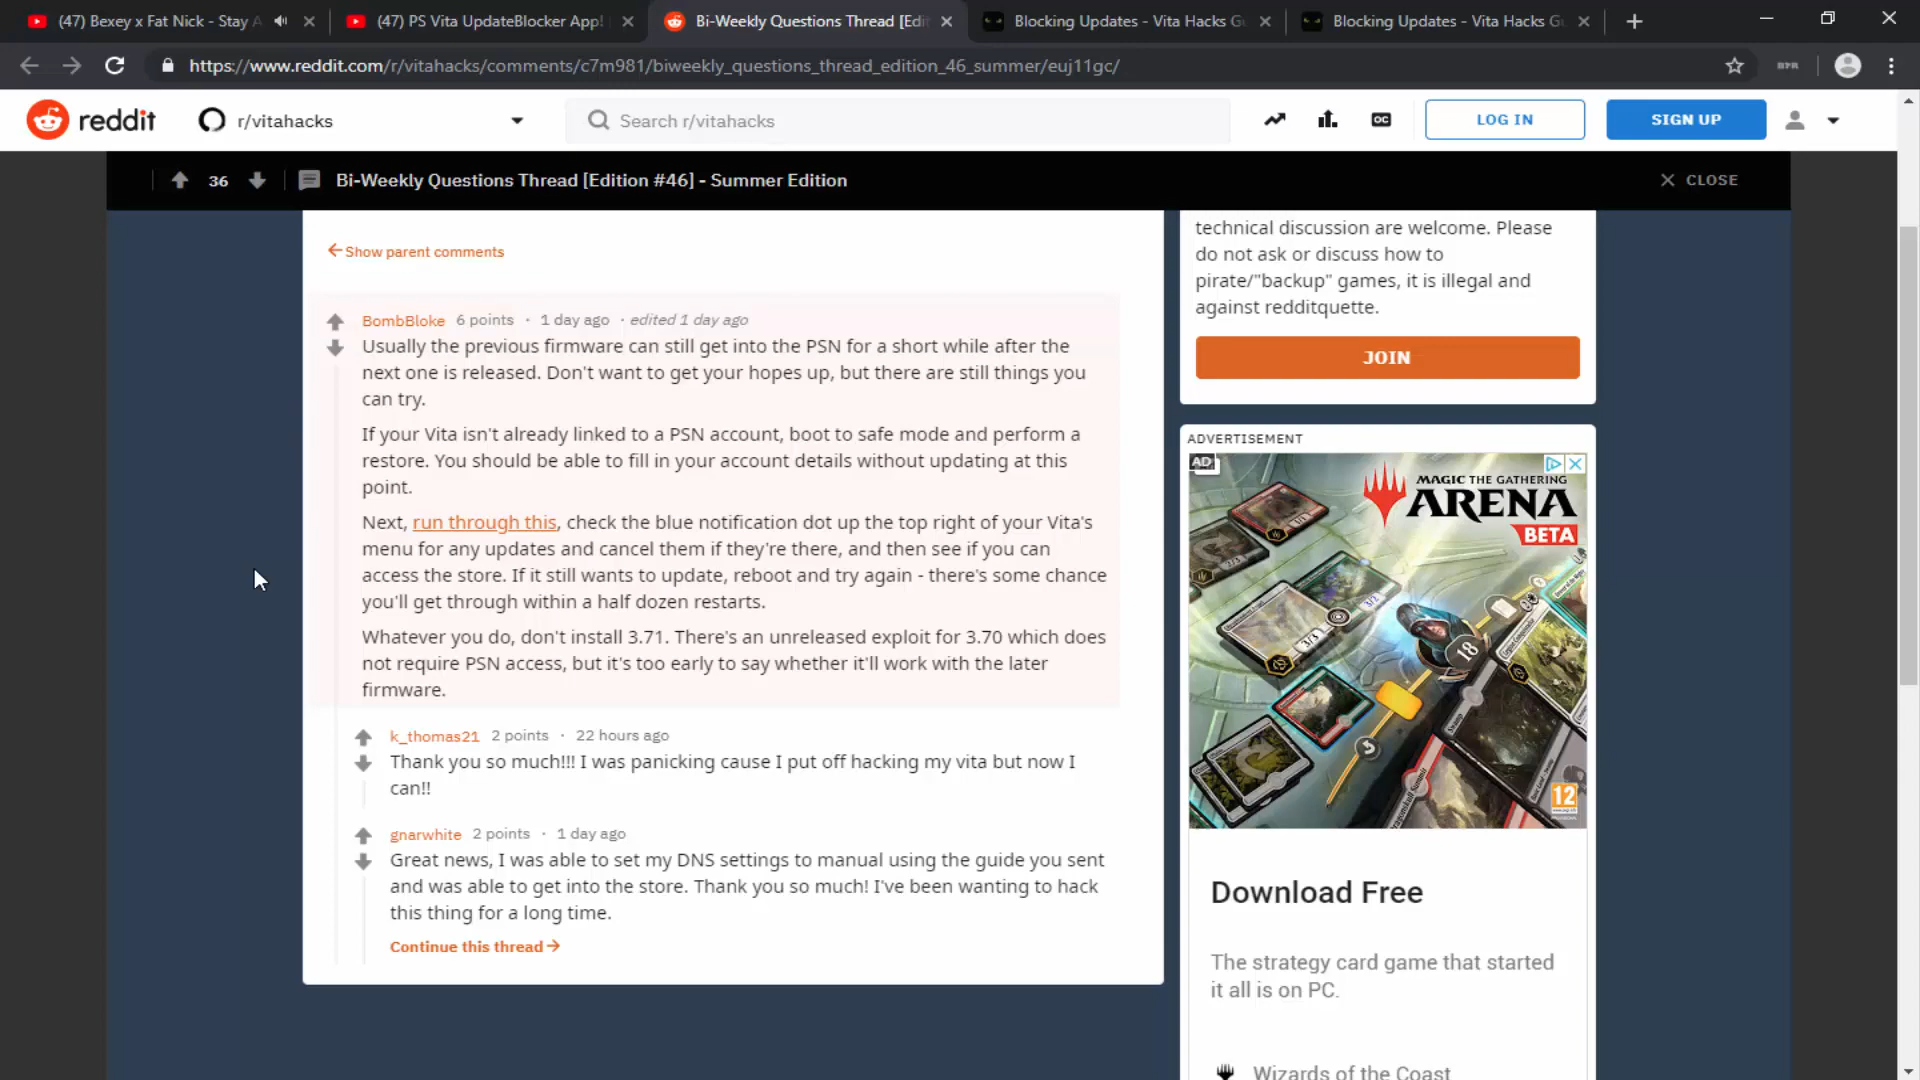 (47) Bexey x Fat Nick - Stay A
(47) PS Vita UpdateBlocker App!
Bi-Weekly Questions Thread [Edit
Blocking Updates - Vita Hacks Gu
Blocking Updates - Vita Hacks Gu
https://www.reddit.com/r/vitahacks/comments/c7m981/biweekly_questions_thread_edition_46_summer/euj11gc/
reddit
r/vitahacks
Search r/vitahacks
OC
LOG IN
SIGN UP
36
Bi-Weekly Questions Thread [Edition #46] - Summer Edition
CLOSE
Show parent comments
BombBloke 6 points · 1 day ago · edited 1 day ago
Usually the previous firmware can still get into the PSN for a short while after the
next one is released. Don't want to get your hopes up, but there are still things you
can try.
If your Vita isn't already linked to a PSN account, boot to safe mode and perform a
restore. You should be able to fill in your account details without updating at this
point.
Next, run through this, check the blue notification dot up the top right of your Vita's
menu for any updates and cancel them if they're there, and then see if you can
access the store. If it still wants to update, reboot and try again - there's some chance
you'll get through within a half dozen restarts.
Whatever you do, don't install 3.71. There's an unreleased exploit for 3.70 which does
not require PSN access, but it's too early to say whether it'll work with the later
firmware.
k_thomas21 2 points · 22 hours ago
Thank you so much!!! I was panicking cause I put off hacking my vita but now I
can!!
gnarwhite 2 points · 1 day ago
Great news, I was able to set my DNS settings to manual using the guide you sent
and was able to get into the store. Thank you so much! I've been wanting to hack
this thing for a long time.
Continue this thread
technical discussion are welcome. Please
do not ask or discuss how to
pirate/"backup" games, it is illegal and
against redditquette.
JOIN
ADVERTISEMENT
AD
MAGIC THE GATHERING
ARENA
BETA
3/2
3/3
18
12
Download Free
The strategy card game that started
it all is on PC.
Wizards of the Coast